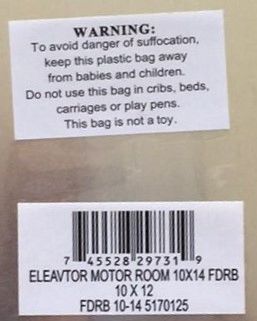 WARNING:
To avoid danger of suffocation,
keep this plastic bag away
from babies and children.
Do not use this bag in cribs, beds,
carriages or play pens.
This bag is not a toy.
7 45528 29731 9
ELEAVTOR MOTOR ROOM 10X14 FDRB
10 X 12
FDRB 10-14 5170125